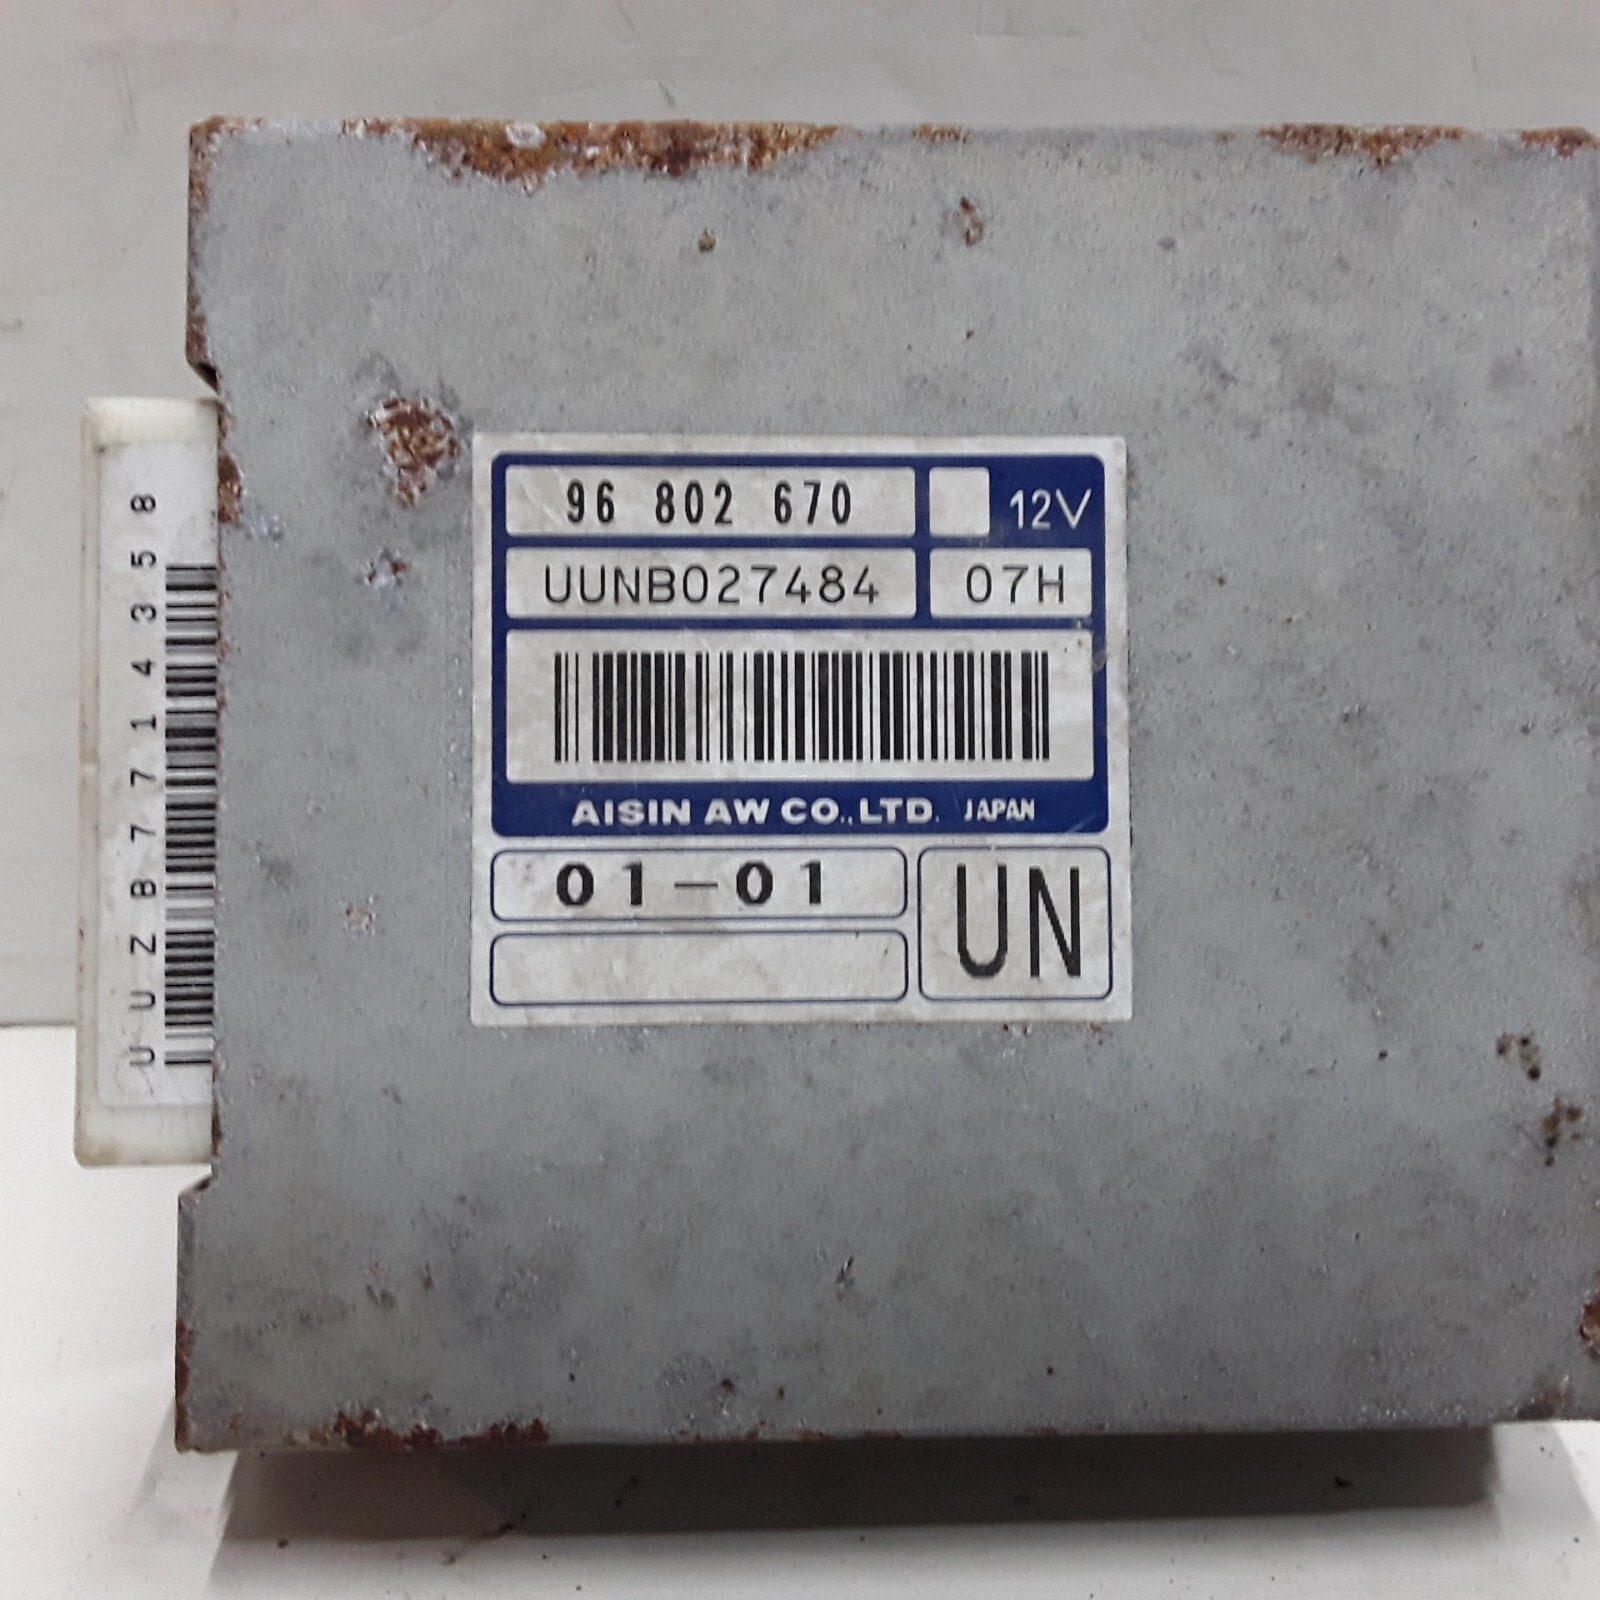 96 802 670
12V
UUNB027484
07H
AISIN AW CO.,LTD. JAPAN
01-01
UN
UUZB7714358